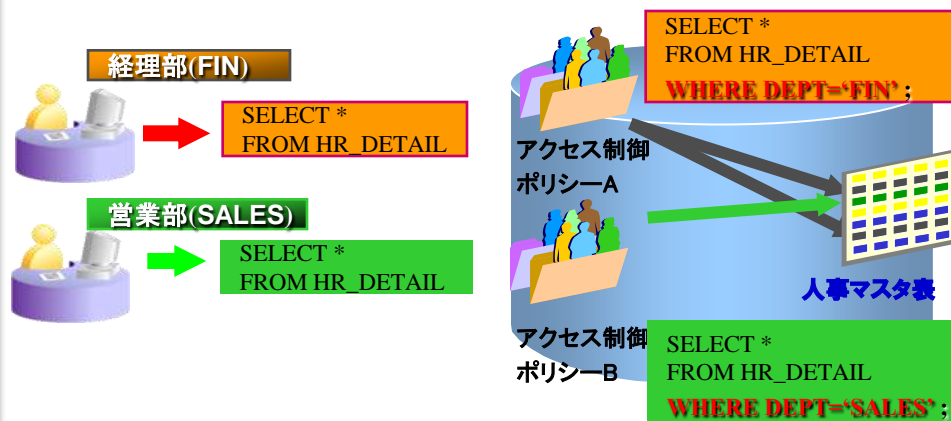 経理部(FIN)
SELECT *
FROM HR_DETAIL
営業部(SALES)
SELECT *
FROM HR_DETAIL
SELECT *
FROM HR_DETAIL
WHERE DEPT=‘FIN’ ;
アクセス制御
ポリシーA
人事マスタ表
アクセス制御
ポリシーB
SELECT *
FROM HR_DETAIL
WHERE DEPT=‘SALES’ ;